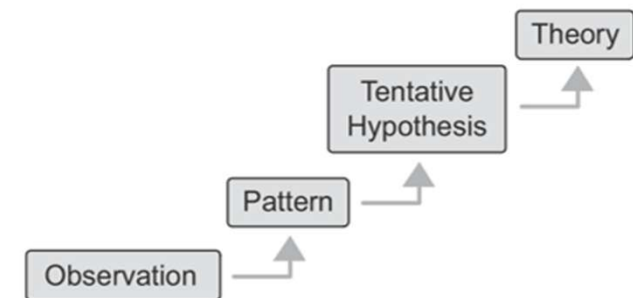 Theory
Tentative
Hypothesis
Pattern
Observation